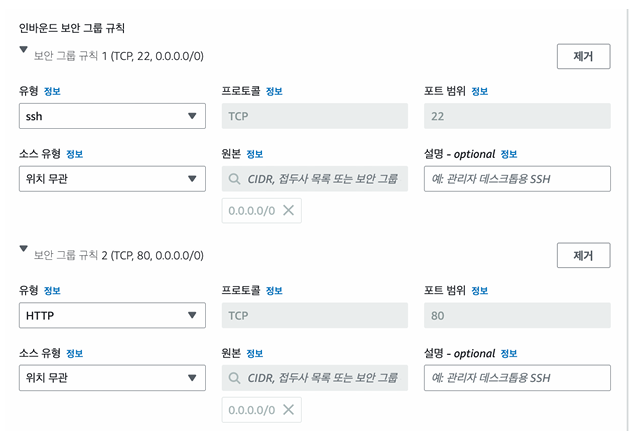 인바운드 보안 그룹 규칙
보안 그룹 규칙 1 (TCP, 22, 0.0.0.0/0)
제거
유형 정보
프로토콜 정보
포트 범위 정보
ssh
TCP
22
소스 유형 정보
원본 정보
설명 - optional 정보
위치 무관
CIDR, 접두사 목록 또는 보안 그룹
예: 관리자 데스크톱용 SSH
0.0.0.0/0
보안 그룹 규칙 2 (TCP, 80, 0.0.0.0/0)
제거
유형 정보
프로토콜 정보
포트 범위 정보
HTTP
TCP
80
소스 유형 정보
원본 정보
설명 - optional 정보
위치 무관
CIDR, 접두사 목록 또는 보안 그룹
예: 관리자 데스크톱용 SSH
0.0.0.0/0